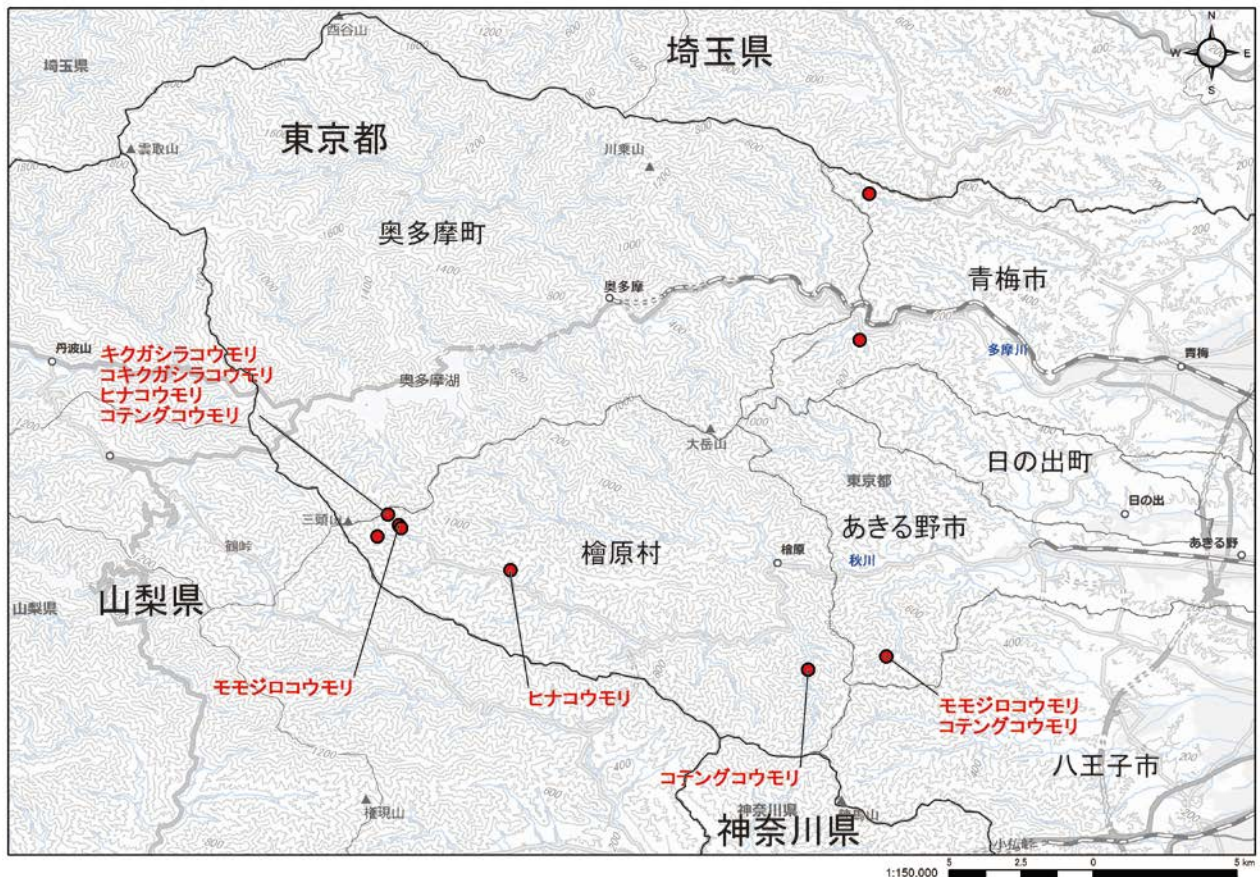 酉谷山
埼玉県
埼玉県
N
W
E
S
東京都
雲取山
川乗山
奥多摩町
奥多摩
青梅市
丹波山
キクガシラコウモリ
コキクガシラコウモリ
ヒナコウモリ
コテングコウモリ
奥多摩湖
多摩川
青梅
大岳山
日の出町
東京都
日の出
三頭山
あきる野市
鶴峠
檜原村
檜原
秋川
あきる野
山梨県
山梨県
モモジロコウモリ
ヒナコウモリ
モモジロコウモリ
コテングコウモリ
コテングコウモリ
八王子市
権現山
神奈川県
神奈川県
小仏峠
1:150,000
5 2.5 0 5 km